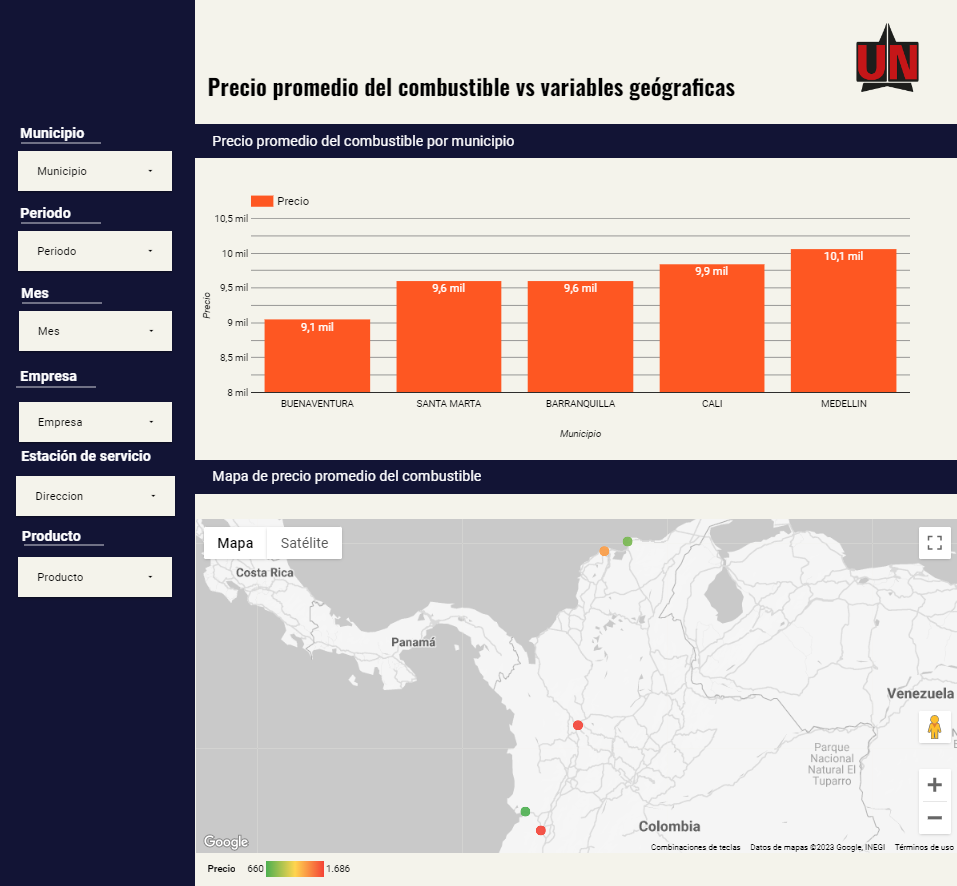 UN
Precio promedio del combustible vs variables geógraficas
Municipio
Municipio
Periodo
Periodo
Mes
Mes
Empresa
Empresa
Estación de servicio
Direccion
Producto
Producto
Precio promedio del combustible por municipio
Precio
10,5 mil
10 mil
9,5 mil
9 mil
8,5 mil
8 mil
Precio
9,1 mil
9,6 mil
9,6 mil
9,9 mil
10,1 mil
BUENAVENTURA
SANTA MARTA
BARRANQUILLA
CALI
MEDELLIN
Municipio
Mapa de precio promedio del combustible
Mapa
Satélite
Costa Rica
Panamá
Venezuela
Parque
Nacional
Natural El
Tuparro
Colombia
Google
Combinaciones de teclas
Datos de mapas ©2023 Google, INEGI
Términos de uso
Precio
660
1.686